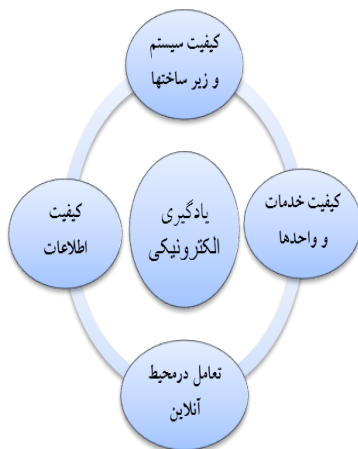 کیفیت سیستم
و زیر ساختها
یادگیری
الکترونیکی
کیفیت خدمات
و واحدها
کیفیت
اطلاعات
تعامل درمحیط
آنلاین